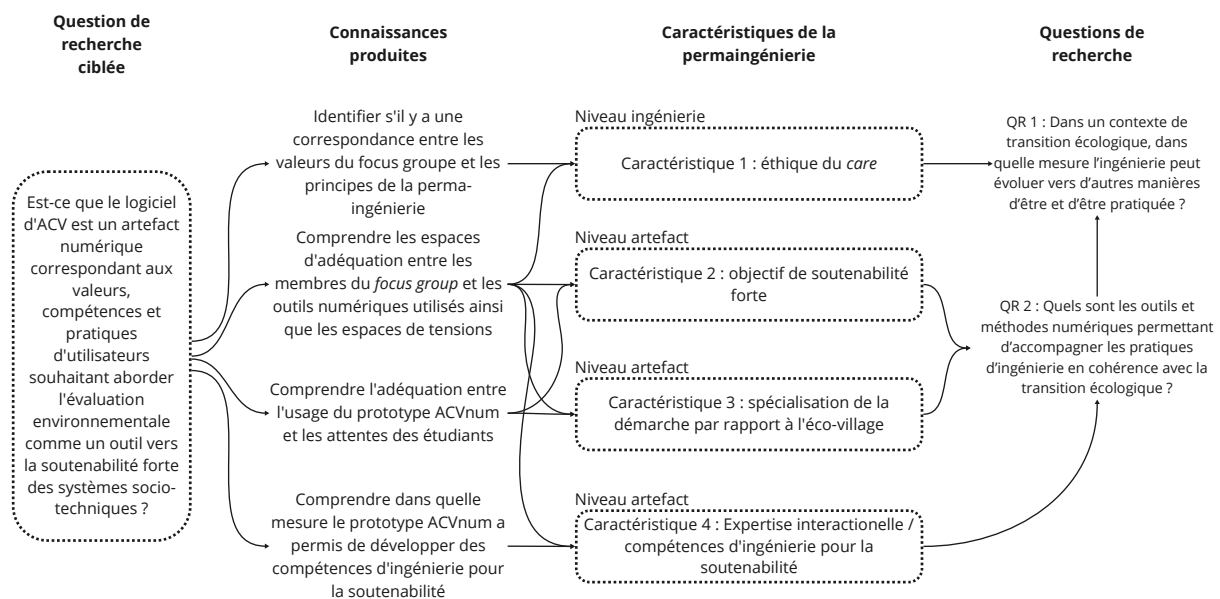 Question de
recherche
ciblée
Connaissances
produites
Caractéristiques de la
permaingénierie
Questions de
recherche
Est-ce que le logiciel
d'ACV est un artefact
numérique
correspondant aux
valeurs,
compétences et
pratiques
d'utilisateurs
souhaitant aborder
l'évaluation
environnementale
comme un outil vers
la soutenabilité forte
des systèmes socio-
techniques ?
Identifier s'il y a une
correspondance entre les
valeurs du focus groupe et les
principes de la perma-
ingénierie
Comprendre les espaces
d'adéquation entre les
membres du focus group et les
outils numériques utilisés ainsi
que les espaces de tensions
Comprendre l'adéquation entre
l'usage du prototype ACVnum
et les attentes des étudiants
Comprendre dans quelle
mesure le prototype ACVnum a
permis de développer des
compétences d'ingénierie pour
la soutenabilité
Niveau ingénierie
Caractéristique 1 : éthique du care
Niveau artefact
Caractéristique 2 : objectif de soutenabilité
forte
Niveau artefact
Caractéristique 3 : spécialisation de la
démarche par rapport à l'éco-village
Niveau artefact
Caractéristique 4 : Expertise interactionelle /
compétences d'ingénierie pour la
soutenabilité
QR 1 : Dans un contexte de
transition écologique, dans
quelle mesure l’ingénierie peut
évoluer vers d’autres manières
d’être et d’être pratiquée ?
QR 2 : Quels sont les outils et
méthodes numériques permettant
d’accompagner les pratiques
d’ingénierie en cohérence avec la
transition écologique ?